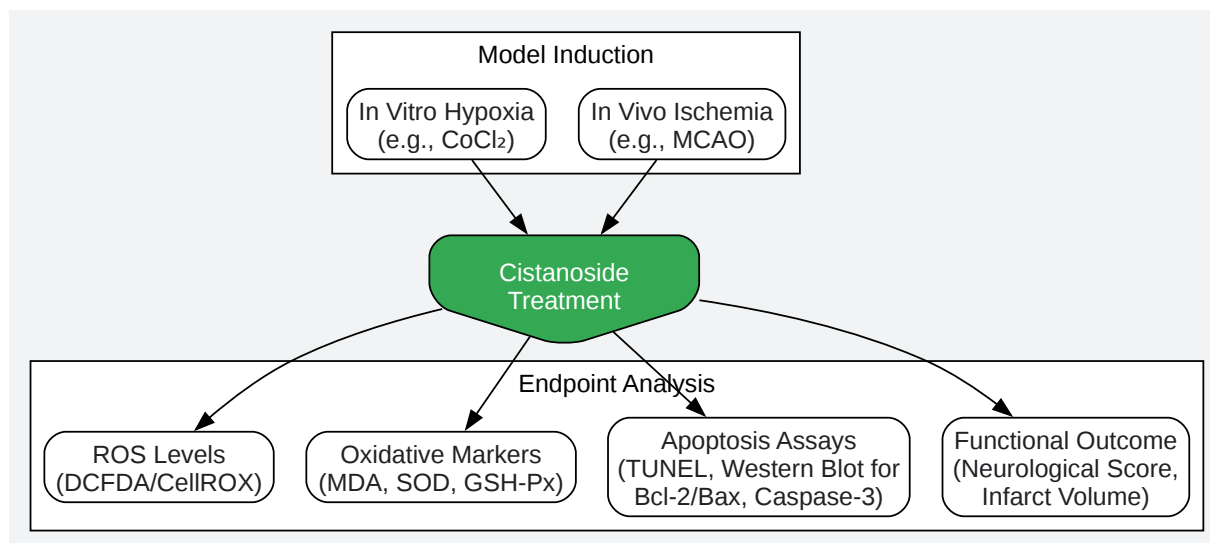 Model Induction
In Vitro Hypoxia
(e.g., CoCl₂)
In Vivo Ischemia
(e.g., MCAO)
Cistanoside
Treatment
Endpoint Analysis
ROS Levels
(DCFDA/CellROX)
Oxidative Markers
(MDA, SOD, GSH-Px)
Apoptosis Assays
(TUNEL, Western Blot for
Bcl-2/Bax, Caspase-3)
Functional Outcome
(Neurological Score,
Infarct Volume)